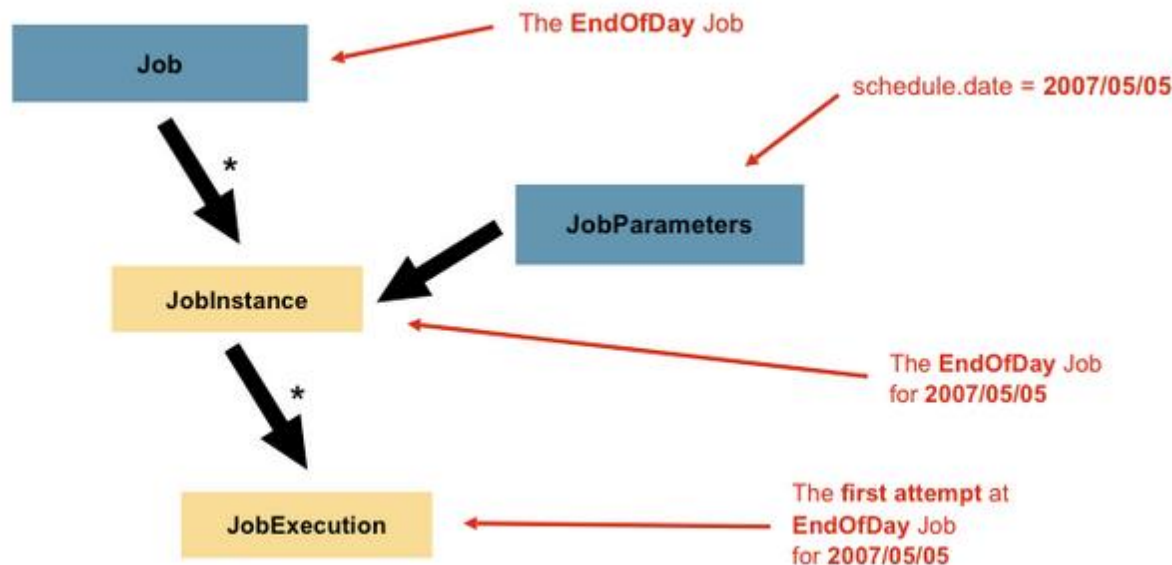 The EndOfDay Job
Job
schedule.date = 2007/05/05
*
JobParameters
JobInstance
The EndOfDay Job
for 2007/05/05
*
The first attempt at
EndOfDay Job
for 2007/05/05
JobExecution